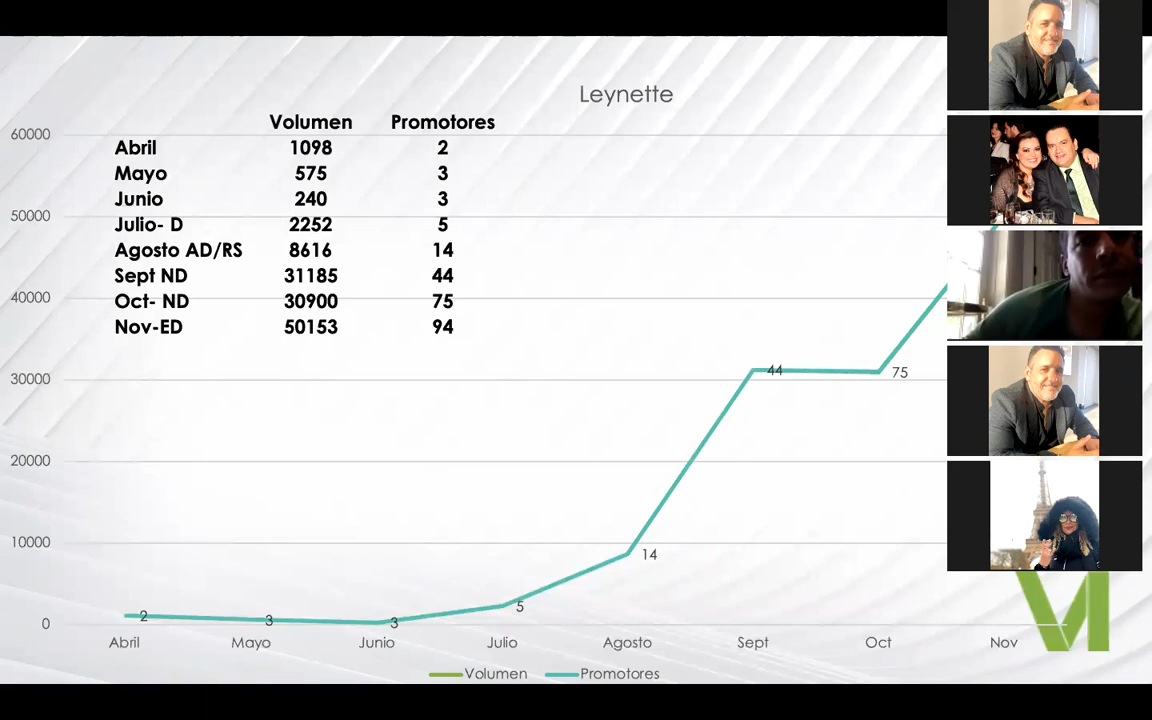 Leynette
Volumen Promotores
Abril 1098 2
Mayo 575 3
Junio 240 3
Julio- D 2252 5
Agosto AD/RS 8616 14
Sept ND 31185 44
Oct- ND 30900 75
Nov-ED 50153 94
60000
50000
40000
30000
20000
10000
0
2 3 3 5 14 44 75
Abril Mayo Junio Julio Agosto Sept Oct Nov
Volumen Promotores
VI